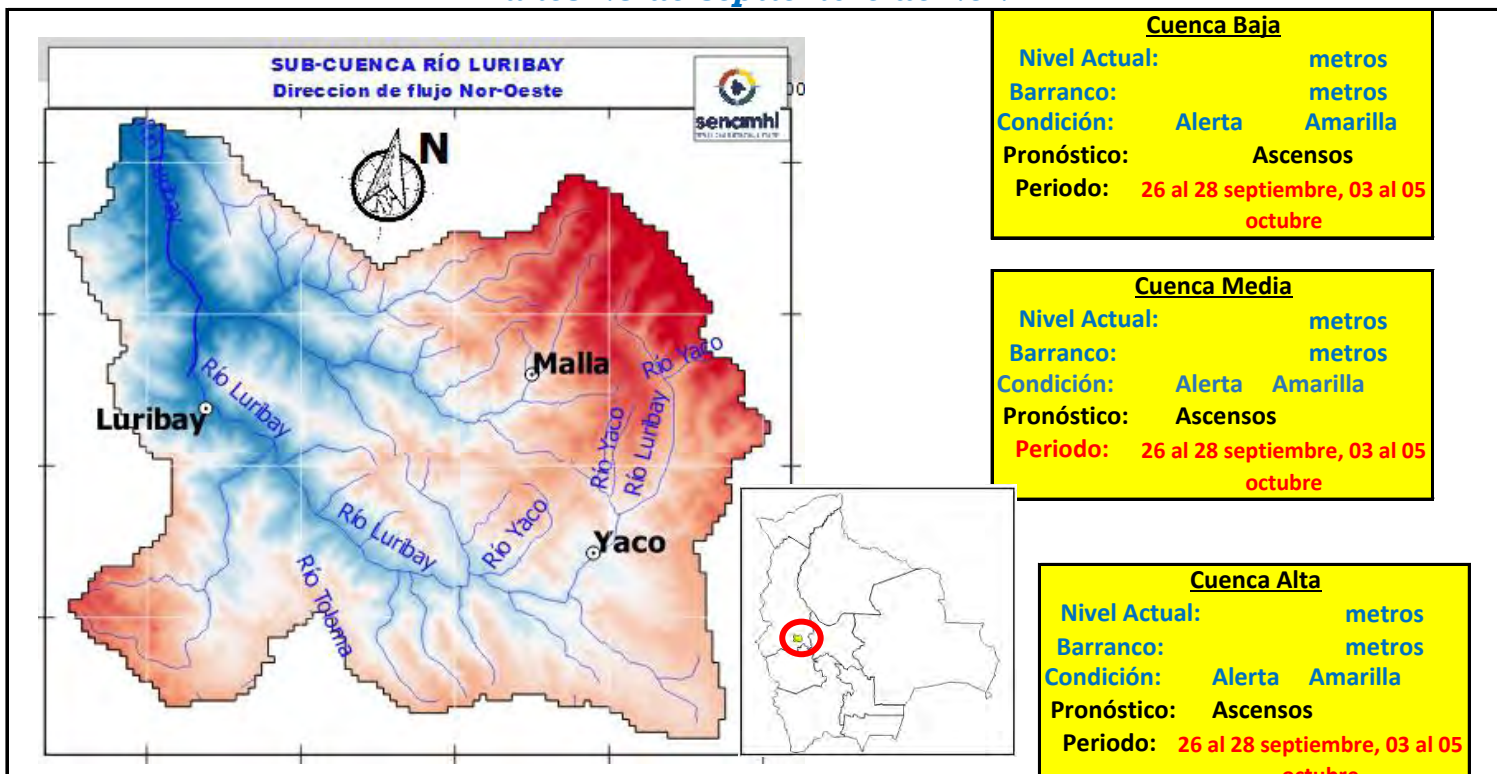 SUB-CUENCA RÍO LURIBAY
Direccion de flujo Nor-Oeste
senamhi
N
Río Luribay
Malla
Río Yaco
Luribay
Río Luribay
Río Yaco
Río Luribay
Río Luribay
Río Yaco
Yaco
Río Tolama
Cuenca Baja
Nivel Actual: metros
Barranco: metros
Condición: Alerta Amarilla
Pronóstico: Ascensos
Periodo: 26 al 28 septiembre, 03 al 05
octubre
Cuenca Media
Nivel Actual: metros
Barranco: metros
Condición: Alerta Amarilla
Pronóstico: Ascensos
Periodo: 26 al 28 septiembre, 03 al 05
octubre
Cuenca Alta
Nivel Actual: metros
Barranco: metros
Condición: Alerta Amarilla
Pronóstico: Ascensos
Periodo: 26 al 28 septiembre, 03 al 05
octubre